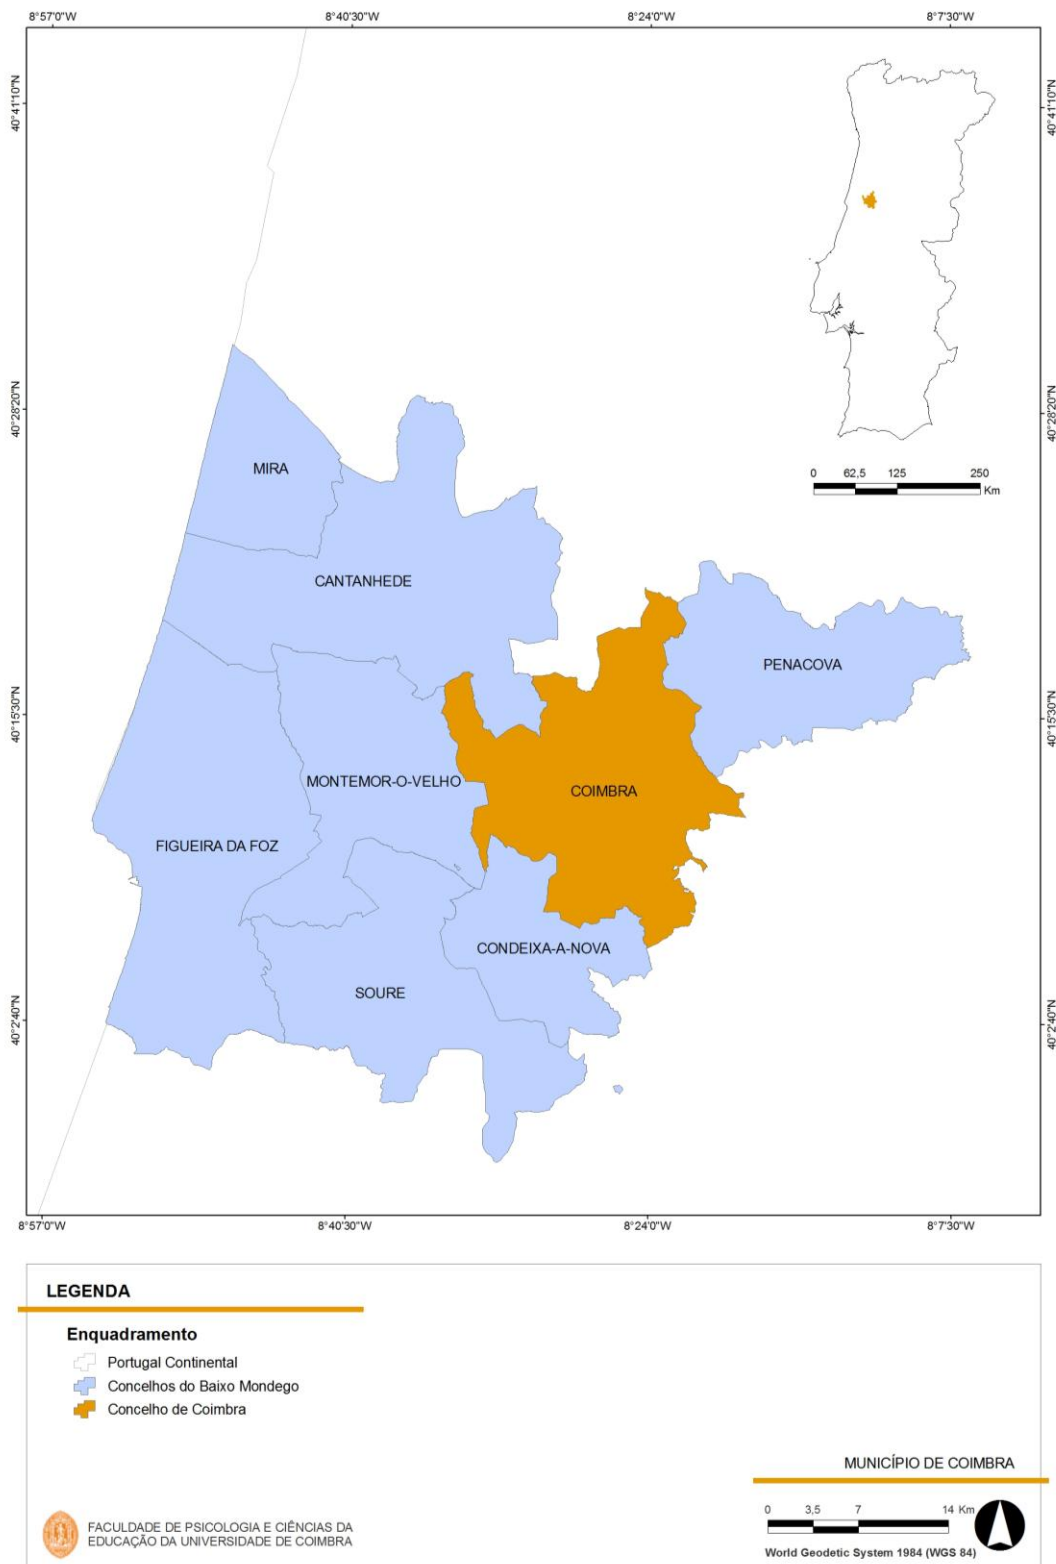 8°57'0"W
8°40'30"W
8°24'0"W
8°7'30"W
40°41'10"N
40°41'10"N
40°28'20"N
40°28'20"N
0 62,5 125 250
Km
MIRA
CANTANHEDE
PENACOVA
40°15'30"N
40°15'30"N
MONTEMOR-O-VELHO
COIMBRA
FIGUEIRA DA FOZ
CONDEIXA-A-NOVA
SOURE
40°2'40"N
40°2'40"N
8°57'0"W
8°40'30"W
8°24'0"W
8°7'30"W
LEGENDA
Enquadramento
Portugal Continental
Concelhos do Baixo Mondego
Concelho de Coimbra
MUNICÍPIO DE COIMBRA
0 3,5 7 14 Km
World Geodetic System 1984 (WGS 84)
FACULDADE DE PSICOLOGIA E CIÊNCIAS DA
EDUCAÇÃO DA UNIVERSIDADE DE COIMBRA